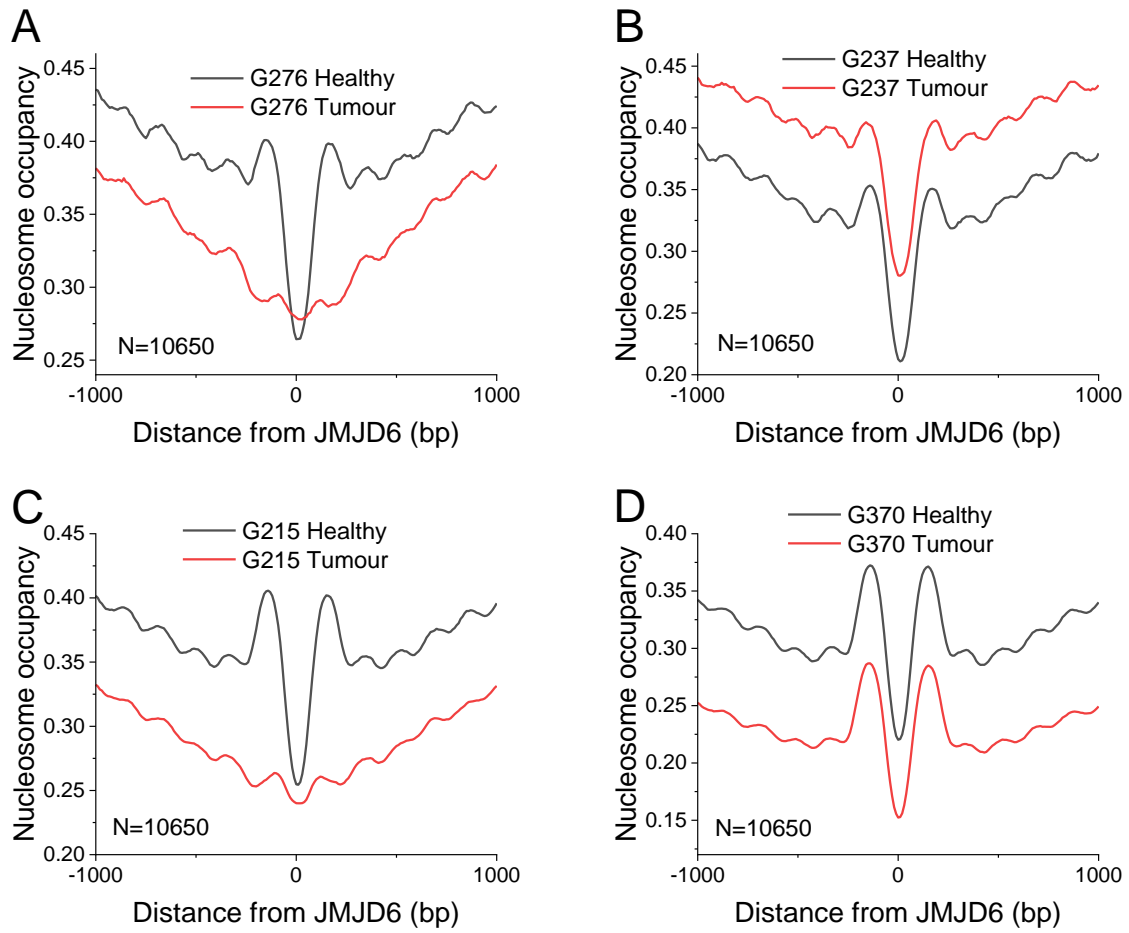 A
G276 Healthy
G276 Tumour
Nucleosome occupancy
0.45
0.40
0.35
0.30
0.25
N=10650
-1000
0
1000
Distance from JMJD6 (bp)
B
G237 Healthy
G237 Tumour
Nucleosome occupancy
0.45
0.40
0.35
0.30
0.25
0.20
N=10650
-1000
0
1000
Distance from JMJD6 (bp)
C
G215 Healthy
G215 Tumour
Nucleosome occupancy
0.45
0.40
0.35
0.30
0.25
0.20
N=10650
-1000
0
1000
Distance from JMJD6 (bp)
D
G370 Healthy
G370 Tumour
Nucleosome occupancy
0.40
0.35
0.30
0.25
0.20
0.15
N=10650
-1000
0
1000
Distance from JMJD6 (bp)